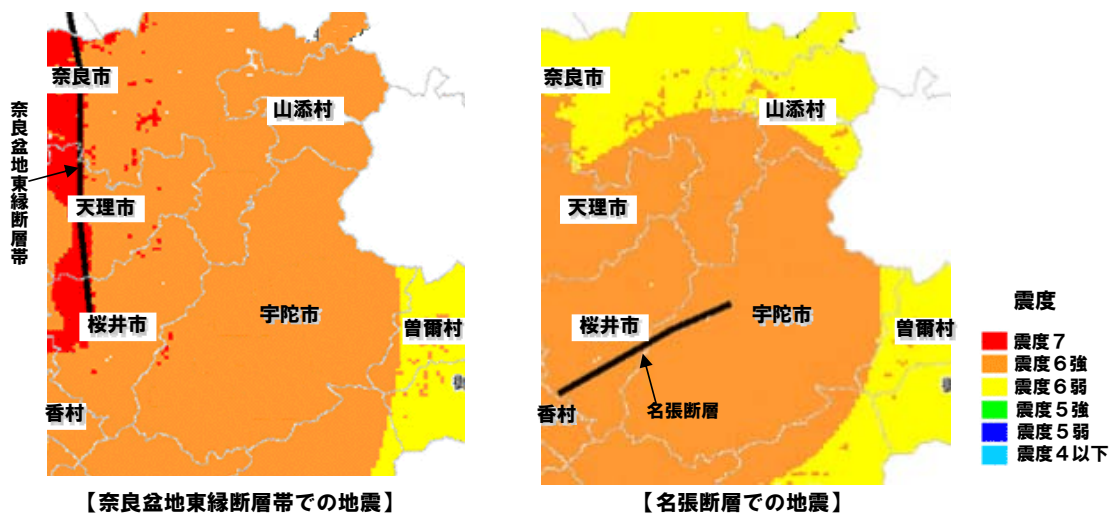 奈良市
山添村
奈良盆地東縁断層帯
天理市
桜井市
宇陀市
曽爾村
香村
【奈良盆地東縁断層帯での地震】
奈良市
山添村
天理市
桜井市
宇陀市
曽爾村
香村
名張断層
【名張断層での地震】
震度
震度７
震度６強
震度６弱
震度５強
震度５弱
震度４以下